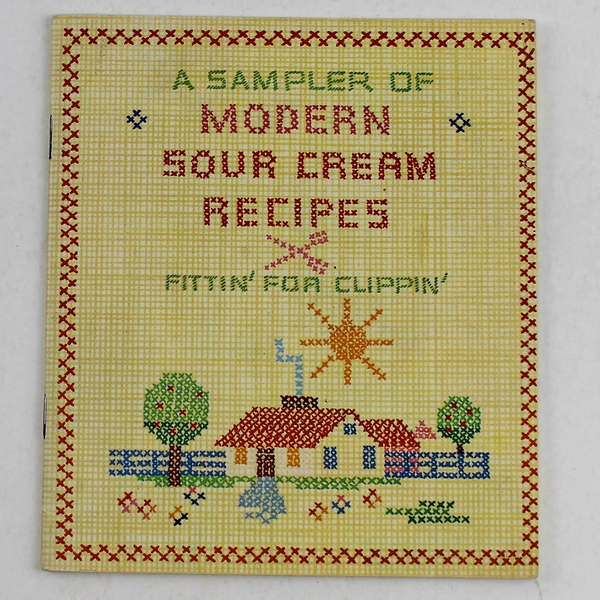 A SAMPLER OF
MODERN
SOUR CREAM
RECIPES
FITTIN' FOR CLIPPIN'